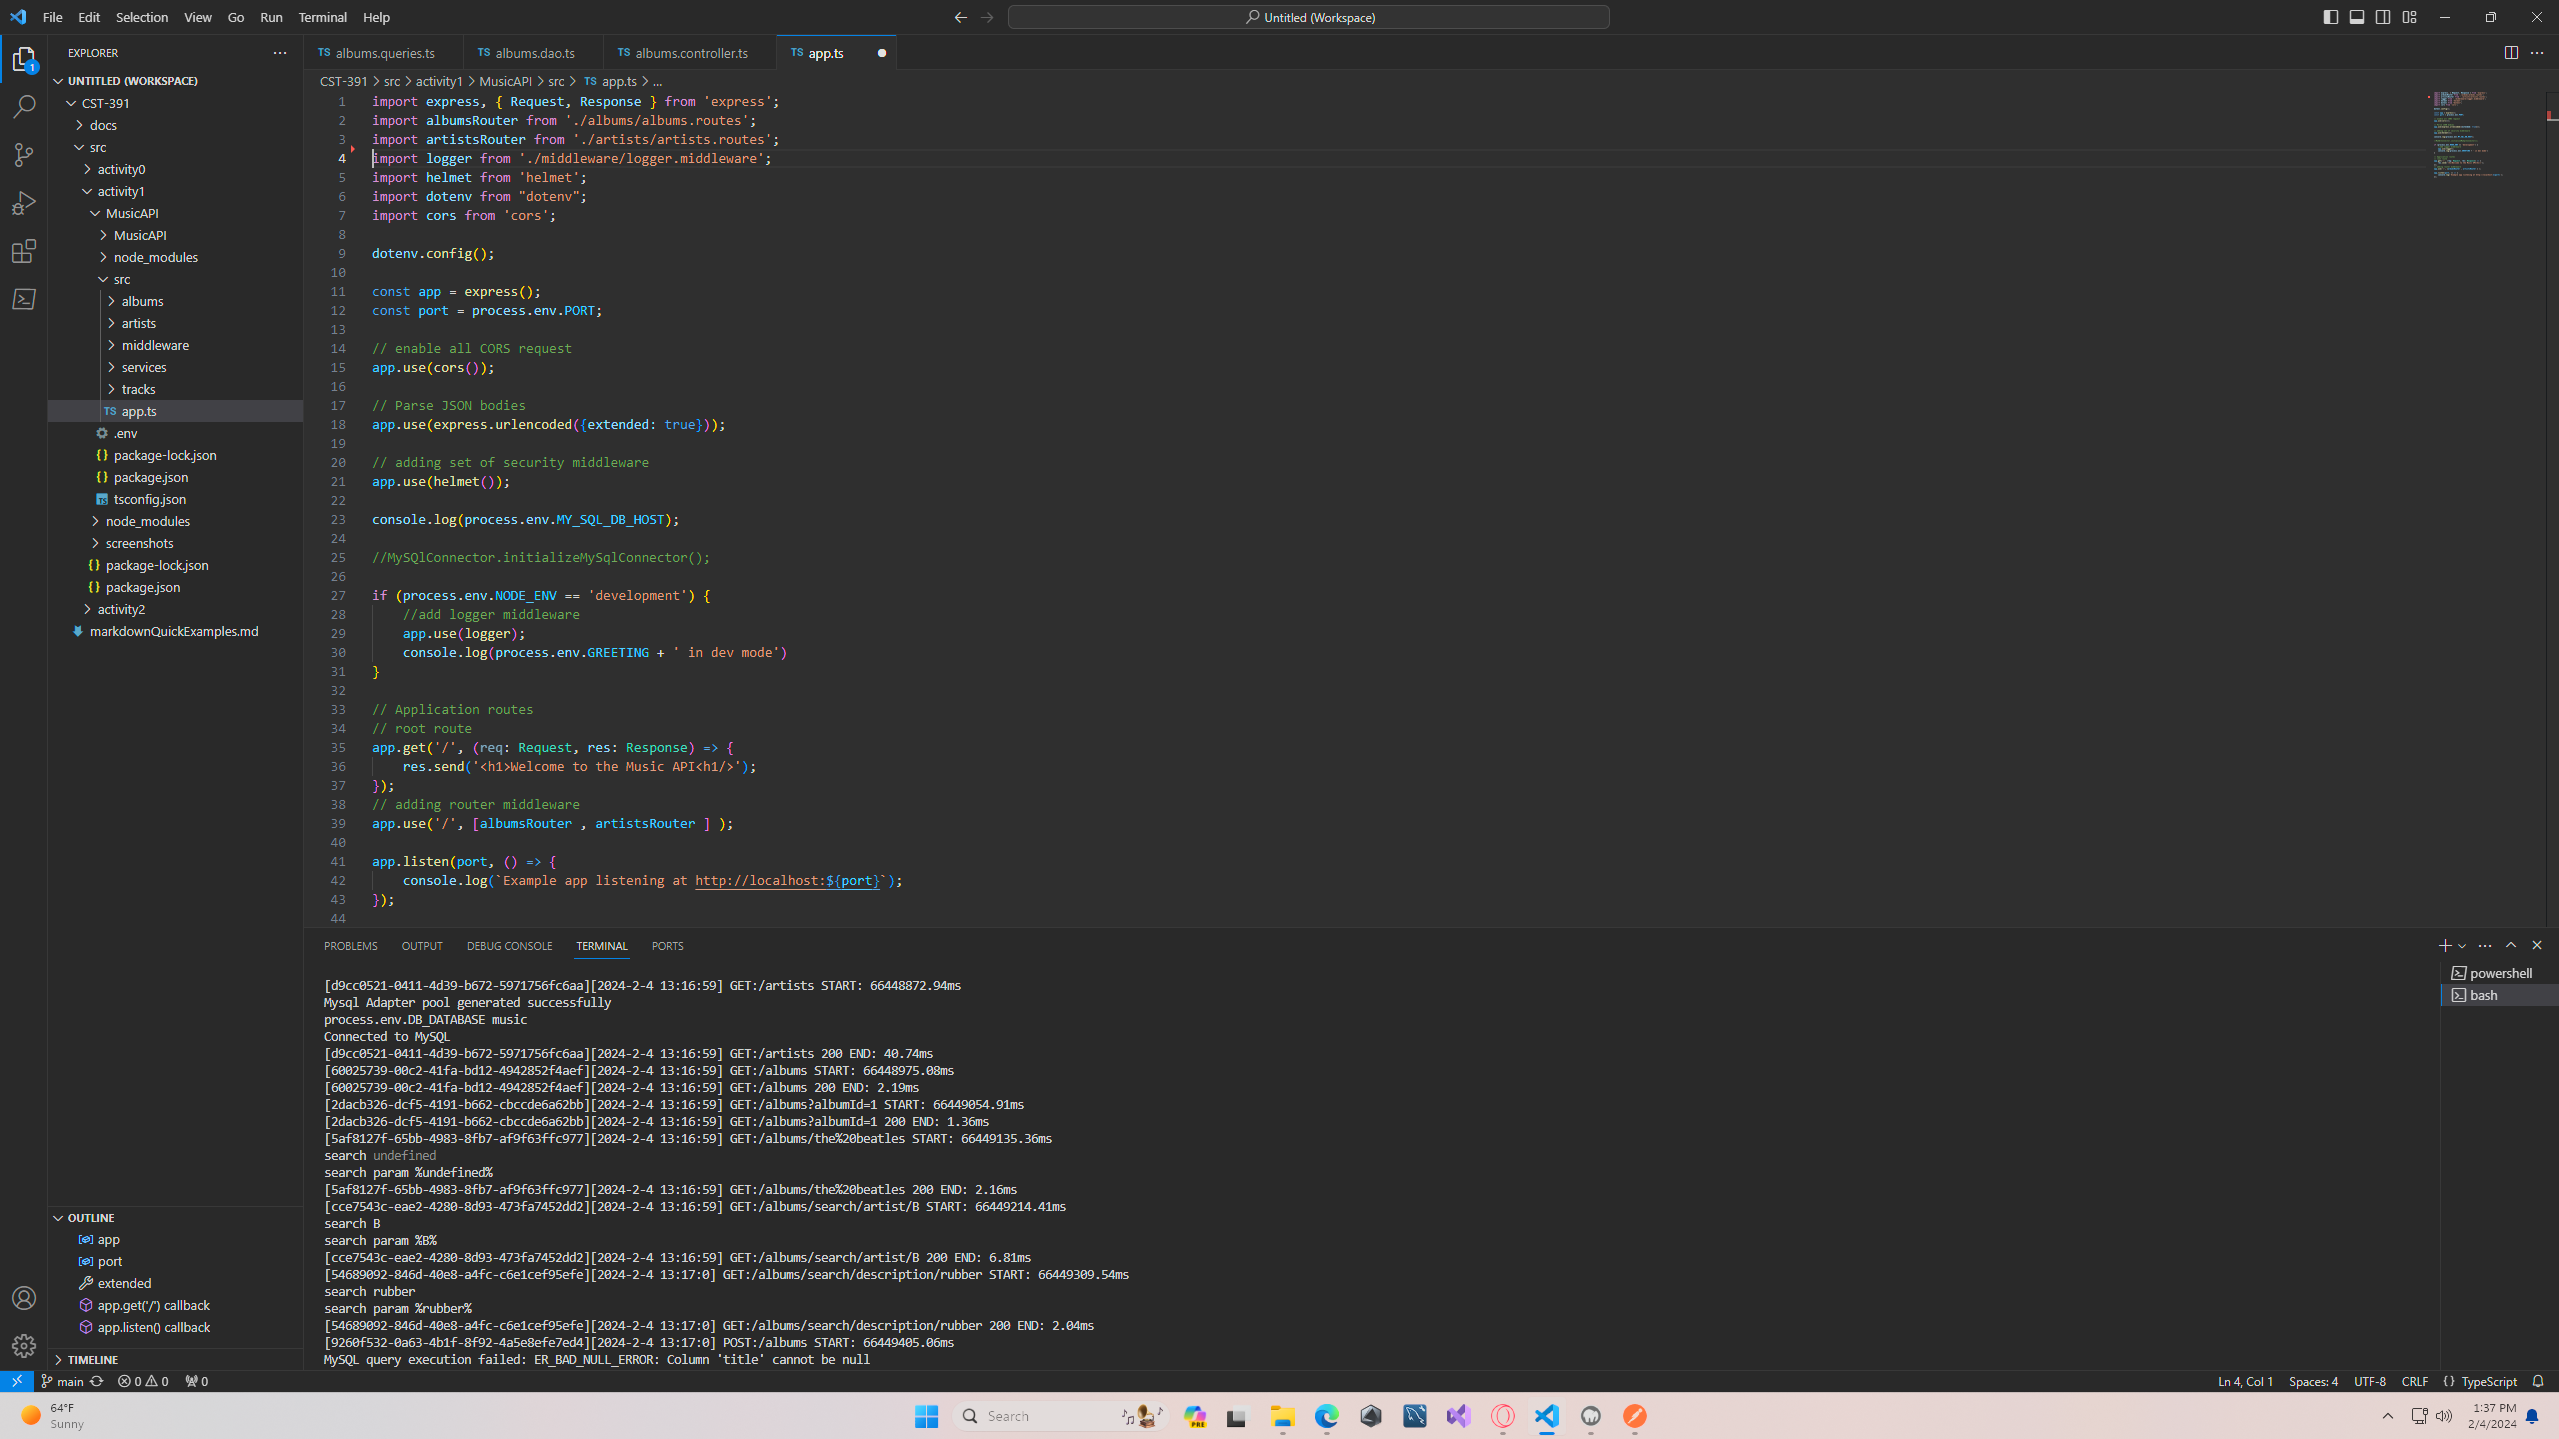 File Edit Selection View Go Run Terminal Help
Untitled (Workspace)
EXPLORER
UNTITLED (WORKSPACE)
CST-391
docs
src
activity0
activity1
MusicAPI
MusicAPI
node_modules
src
albums
artists
middleware
services
tracks
TS app.ts
.env
{} package-lock.json
{} package.json
TS tsconfig.json
node_modules
screenshots
{} package-lock.json
{} package.json
activity2
markdownQuickExamples.md
OUTLINE
app
port
extended
app.get('/') callback
app.listen() callback
TIMELINE
TS albums.queries.ts TS albums.dao.ts TS albums.controller.ts TS app.ts
CST-391 > src > activity1 > MusicAPI > src > TS app.ts > ...
1 import express, { Request, Response } from 'express';
2 import albumsRouter from './albums/albums.routes';
3 import artistsRouter from './artists/artists.routes';
4 import logger from './middleware/logger.middleware';
5 import helmet from 'helmet';
6 import dotenv from "dotenv";
7 import cors from 'cors';
8
9 dotenv.config();
10
11 const app = express();
12 const port = process.env.PORT;
13
14 // enable all CORS request
15 app.use(cors());
16
17 // Parse JSON bodies
18 app.use(express.urlencoded({extended: true}));
19
20 // adding set of security middleware
21 app.use(helmet());
22
23 console.log(process.env.MY_SQL_DB_HOST);
24
25 //MySQlConnector.initializeMySqlConnector();
26
27 if (process.env.NODE_ENV == 'development') {
28 //add logger middleware
29 app.use(logger);
30 console.log(process.env.GREETING + ' in dev mode')
31 }
32
33 // Application routes
34 // root route
35 app.get('/', (req: Request, res: Response) => {
36 res.send('<h1>Welcome to the Music API<h1/>');
37 });
38 // adding router middleware
39 app.use('/', [albumsRouter , artistsRouter ] );
40
41 app.listen(port, () => {
42 console.log(`Example app listening at http://localhost:${port}`);
43 });
44
PROBLEMS OUTPUT DEBUG CONSOLE TERMINAL PORTS
powershell
bash
[d9cc0521-0411-4d39-b672-5971756fc6aa][2024-2-4 13:16:59] GET:/artists START: 66448872.94ms
Mysql Adapter pool generated successfully
process.env.DB_DATABASE music
Connected to MySQL
[d9cc0521-0411-4d39-b672-5971756fc6aa][2024-2-4 13:16:59] GET:/artists 200 END: 40.74ms
[60025739-00c2-41fa-bd12-4942852f4aef][2024-2-4 13:16:59] GET:/albums START: 66448975.08ms
[60025739-00c2-41fa-bd12-4942852f4aef][2024-2-4 13:16:59] GET:/albums 200 END: 2.19ms
[2dacb326-dcf5-4191-b662-cbccde6a62bb][2024-2-4 13:16:59] GET:/albums?albumId=1 START: 66449054.91ms
[2dacb326-dcf5-4191-b662-cbccde6a62bb][2024-2-4 13:16:59] GET:/albums?albumId=1 200 END: 1.36ms
[5af8127f-65bb-4983-8fb7-af9f63ffc977][2024-2-4 13:16:59] GET:/albums/the%20beatles START: 66449135.36ms
search undefined
search param %undefined%
[5af8127f-65bb-4983-8fb7-af9f63ffc977][2024-2-4 13:16:59] GET:/albums/the%20beatles 200 END: 2.16ms
[cce7543c-eae2-4280-8d93-473fa7452dd2][2024-2-4 13:16:59] GET:/albums/search/artist/B START: 66449214.41ms
search B
search param %B%
[cce7543c-eae2-4280-8d93-473fa7452dd2][2024-2-4 13:16:59] GET:/albums/search/artist/B 200 END: 6.81ms
[54689092-846d-40e8-a4fc-c6e1cef95efe][2024-2-4 13:17:0] GET:/albums/search/description/rubber START: 66449309.54ms
search rubber
search param %rubber%
[54689092-846d-40e8-a4fc-c6e1cef95efe][2024-2-4 13:17:0] GET:/albums/search/description/rubber 200 END: 2.04ms
[9260f532-0a63-4b1f-8f92-4a5e8efe7ed4][2024-2-4 13:17:0] POST:/albums START: 66449405.06ms
MySQL query execution failed: ER_BAD_NULL_ERROR: Column 'title' cannot be null
main 0 0 0 Ln 4, Col 1 Spaces: 4 UTF-8 CRLF {} TypeScript
64°F
Sunny
Search
PRE
1:37 PM
2/4/2024